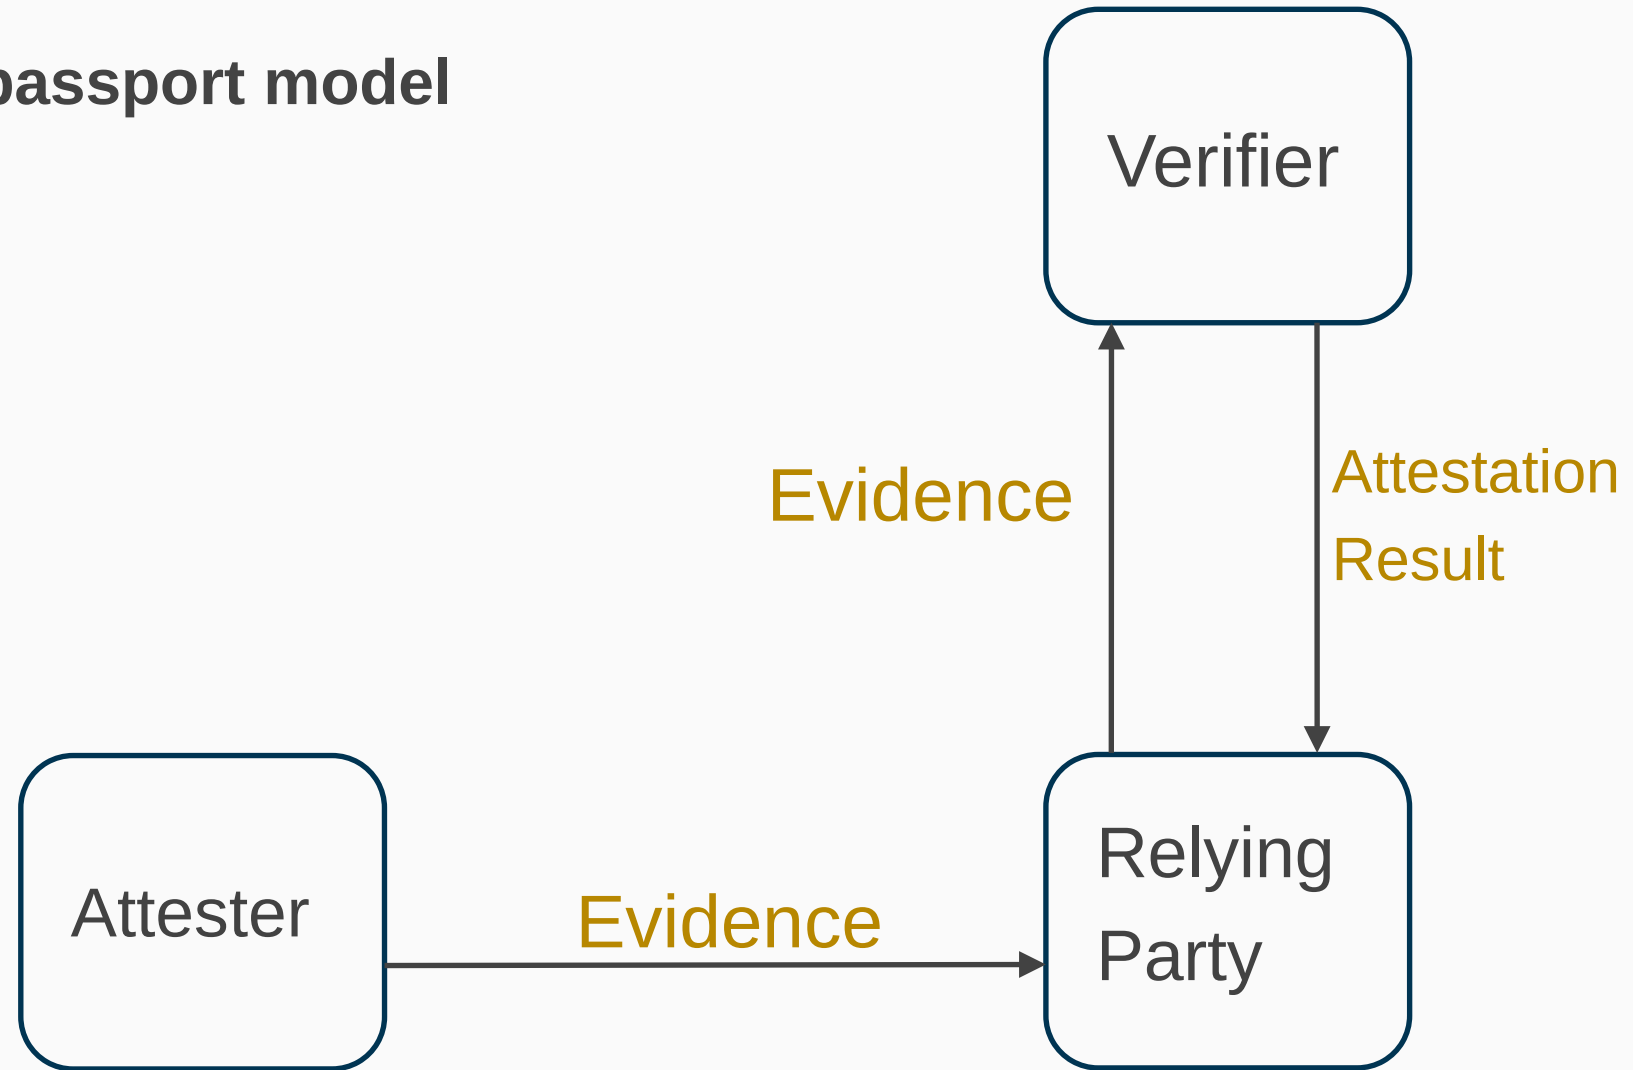 passport model
Verifier
Evidence
Attestation
Result
Attester
Evidence
Relying
Party